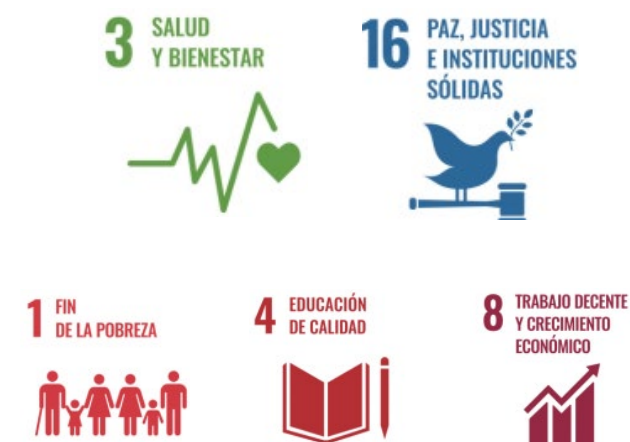 3 SALUD
Y BIENESTAR
16 PAZ, JUSTICIA
E INSTITUCIONES
SÓLIDAS
1 FIN
DE LA POBREZA
4 EDUCACIÓN
DE CALIDAD
8 TRABAJO DECENTE
Y CRECIMIENTO
ECONÓMICO